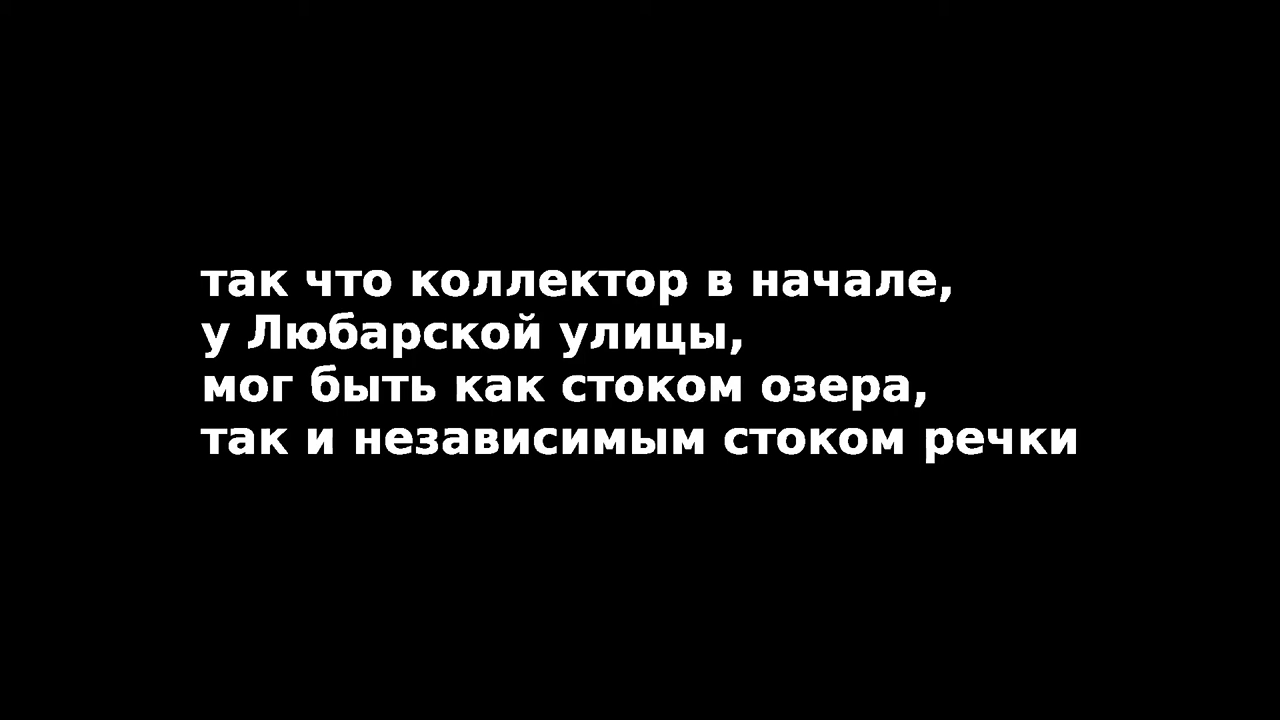 так что коллектор в начале,
у Любарской улицы,
мог быть как стоком озера,
так и независимым стоком речки